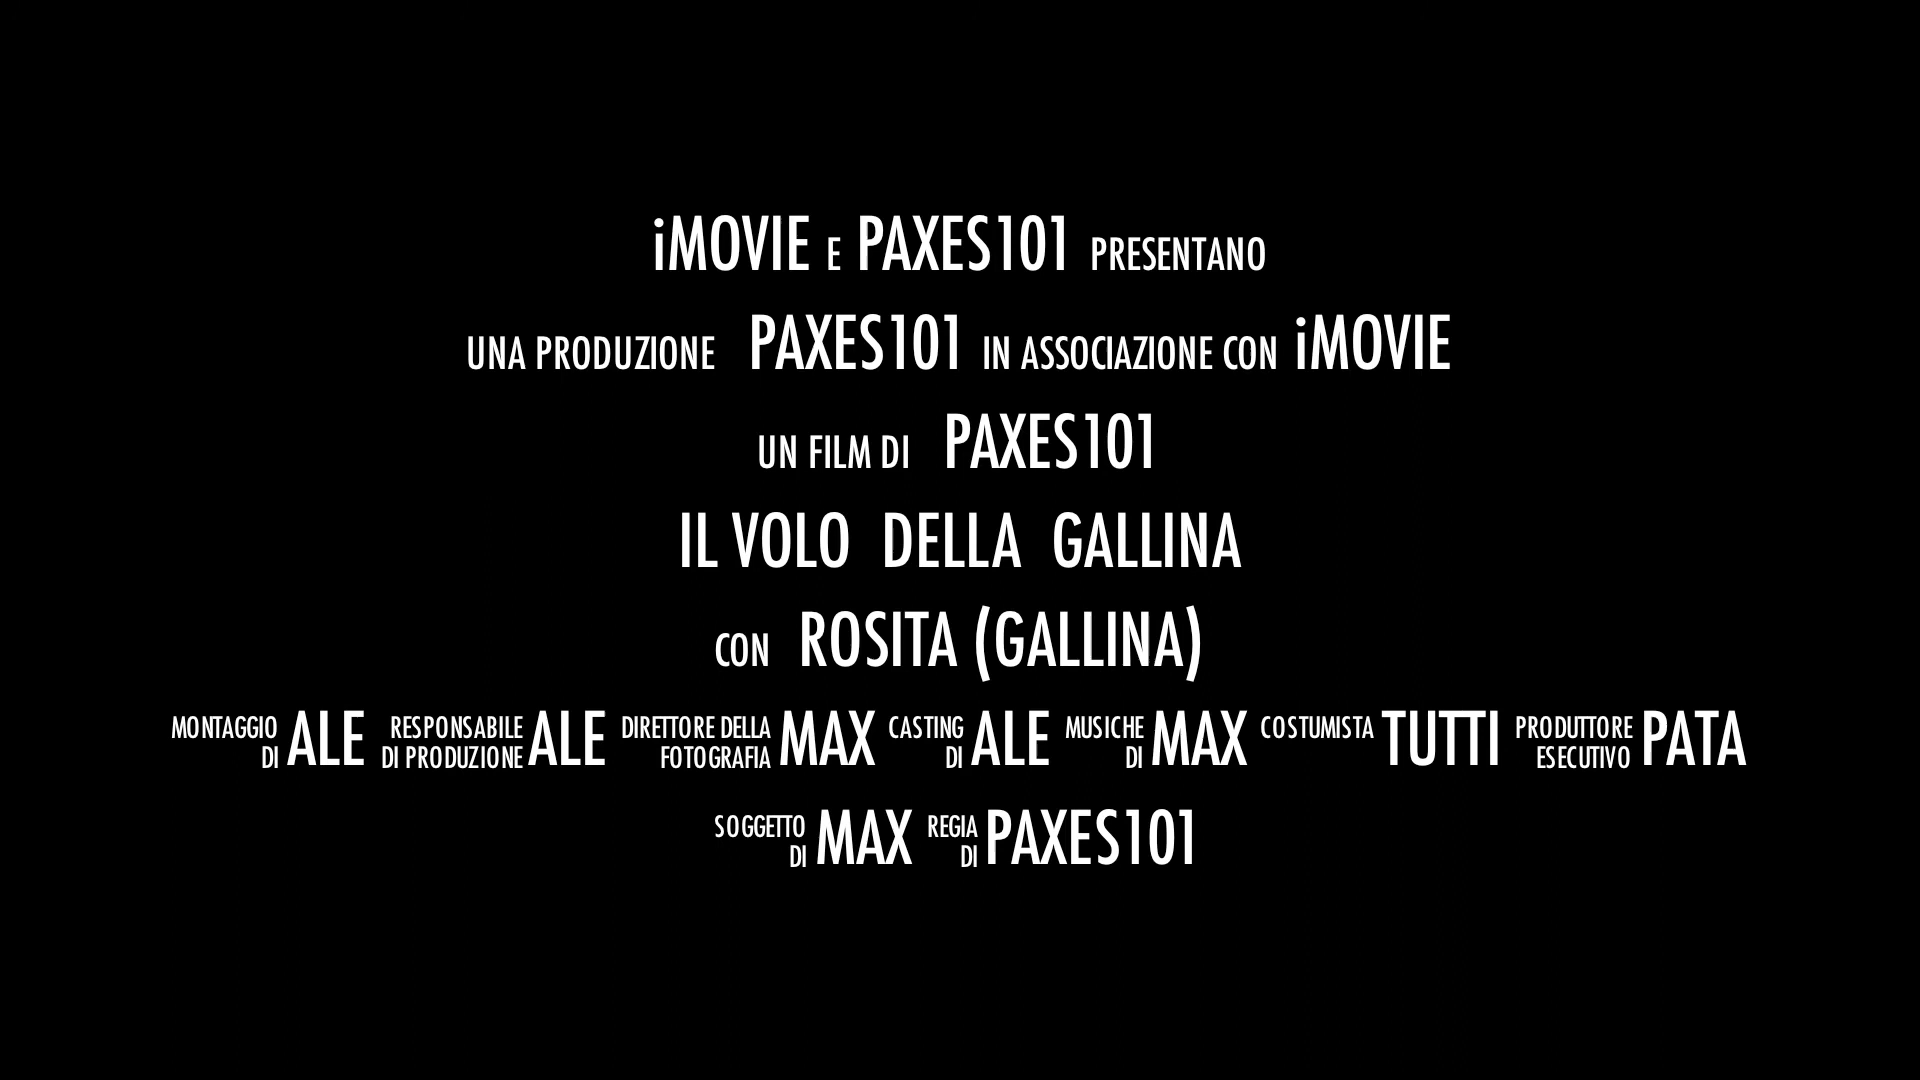 iMOVIE E PAXES101 PRESENTANO
UNA PRODUZIONE PAXES101 IN ASSOCIAZIONE CON iMOVIE
UN FILM DI PAXES101
IL VOLO DELLA GALLINA
CON ROSITA (GALLINA)
MONTAGGIO DI ALE RESPONSABILE DI PRODUZIONE ALE DIRETTORE DELLA FOTOGRAFIA MAX CASTING DI ALE MUSICHE DI MAX COSTUMISTA TUTTI PRODUTTORE ESECUTIVO PATA
SOGGETTO DI MAX REGIA DI PAXES101